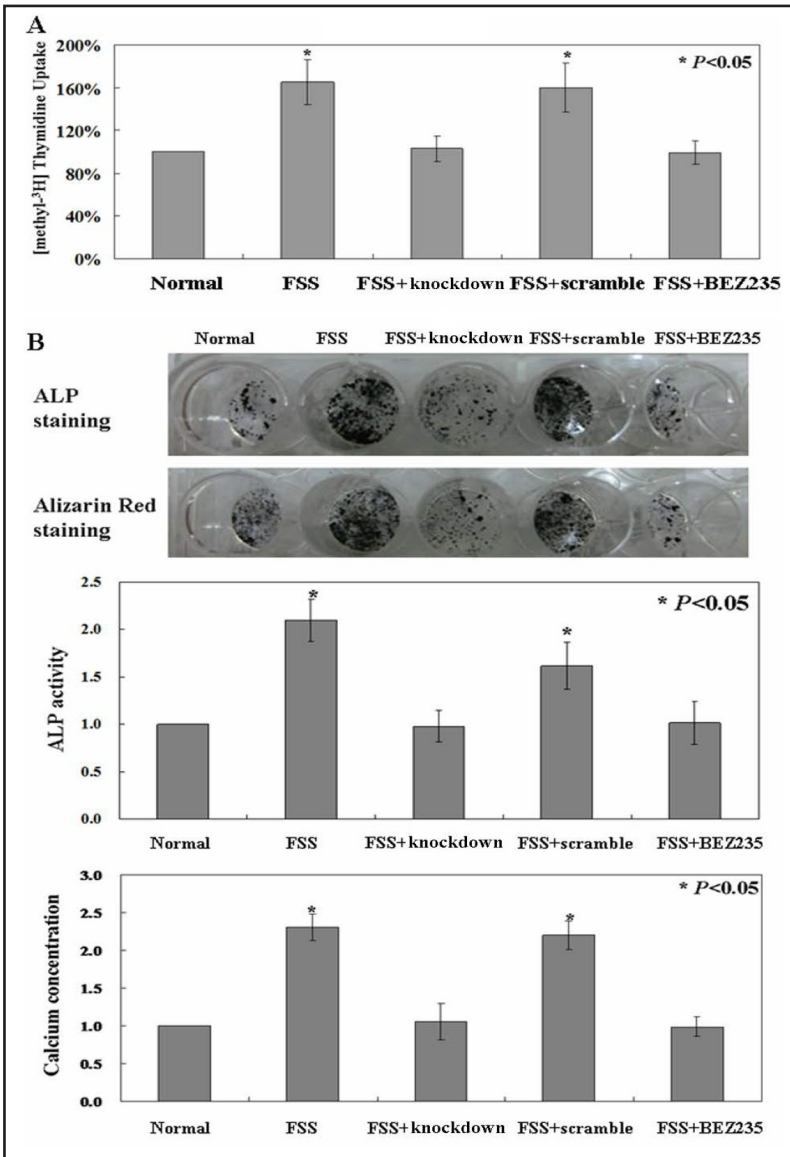 A
[methyl-³H] Thymidine Uptake
200%
160%
120%
80%
40%
0%
*
*
* P<0.05
Normal
FSS
FSS+knockdown
FSS+scramble
FSS+BEZ235
B
Normal
FSS
FSS+knockdown
FSS+scramble
FSS+BEZ235
ALP
staining
Alizarin Red
staining
ALP activity
2.5
2.0
1.5
1.0
0.5
0.0
*
*
* P<0.05
Normal
FSS
FSS+knockdown
FSS+scramble
FSS+BEZ235
Calcium concentration
3.0
2.5
2.0
1.5
1.0
0.5
0.0
*
*
* P<0.05
Normal
FSS
FSS+knockdown
FSS+scramble
FSS+BEZ235